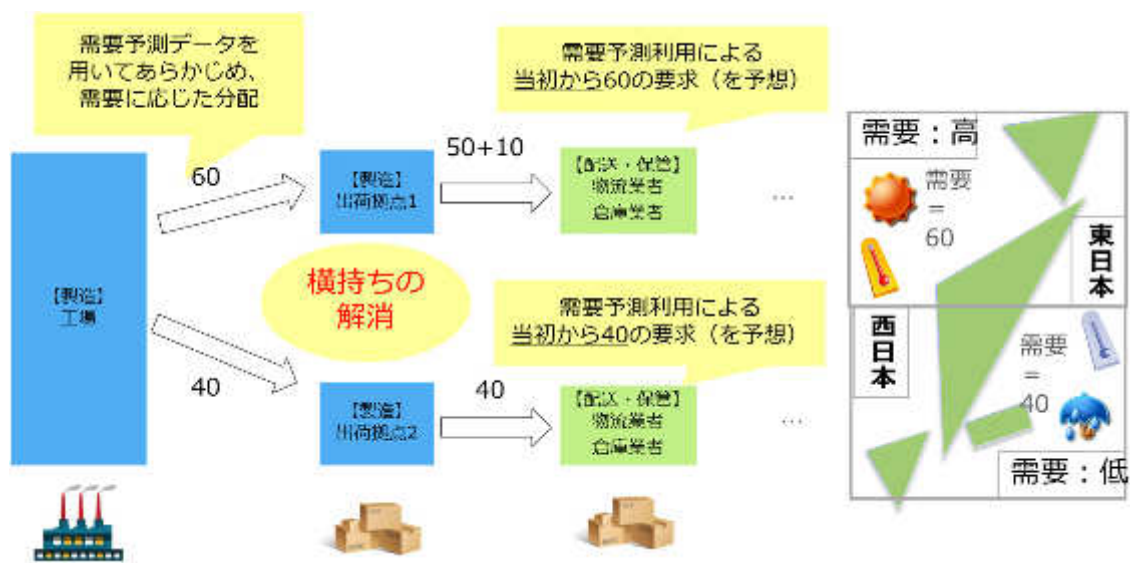 需要予測データを
用いてあらかじめ、
需要に応じた分配
需要予測利用による
当初から60の要求（を予想）
60
50+10
【製造】
出荷拠点1
【配送・保管】
物流業者
倉庫業者
…
【製造】
工場
横持ちの
解消
需要予測利用による
当初から40の要求（を予想）
40
40
【製造】
出荷拠点2
【配送・保管】
物流業者
倉庫業者
…
需要：高
需要
＝
60
東日本
西日本
需要
＝
40
需要：低